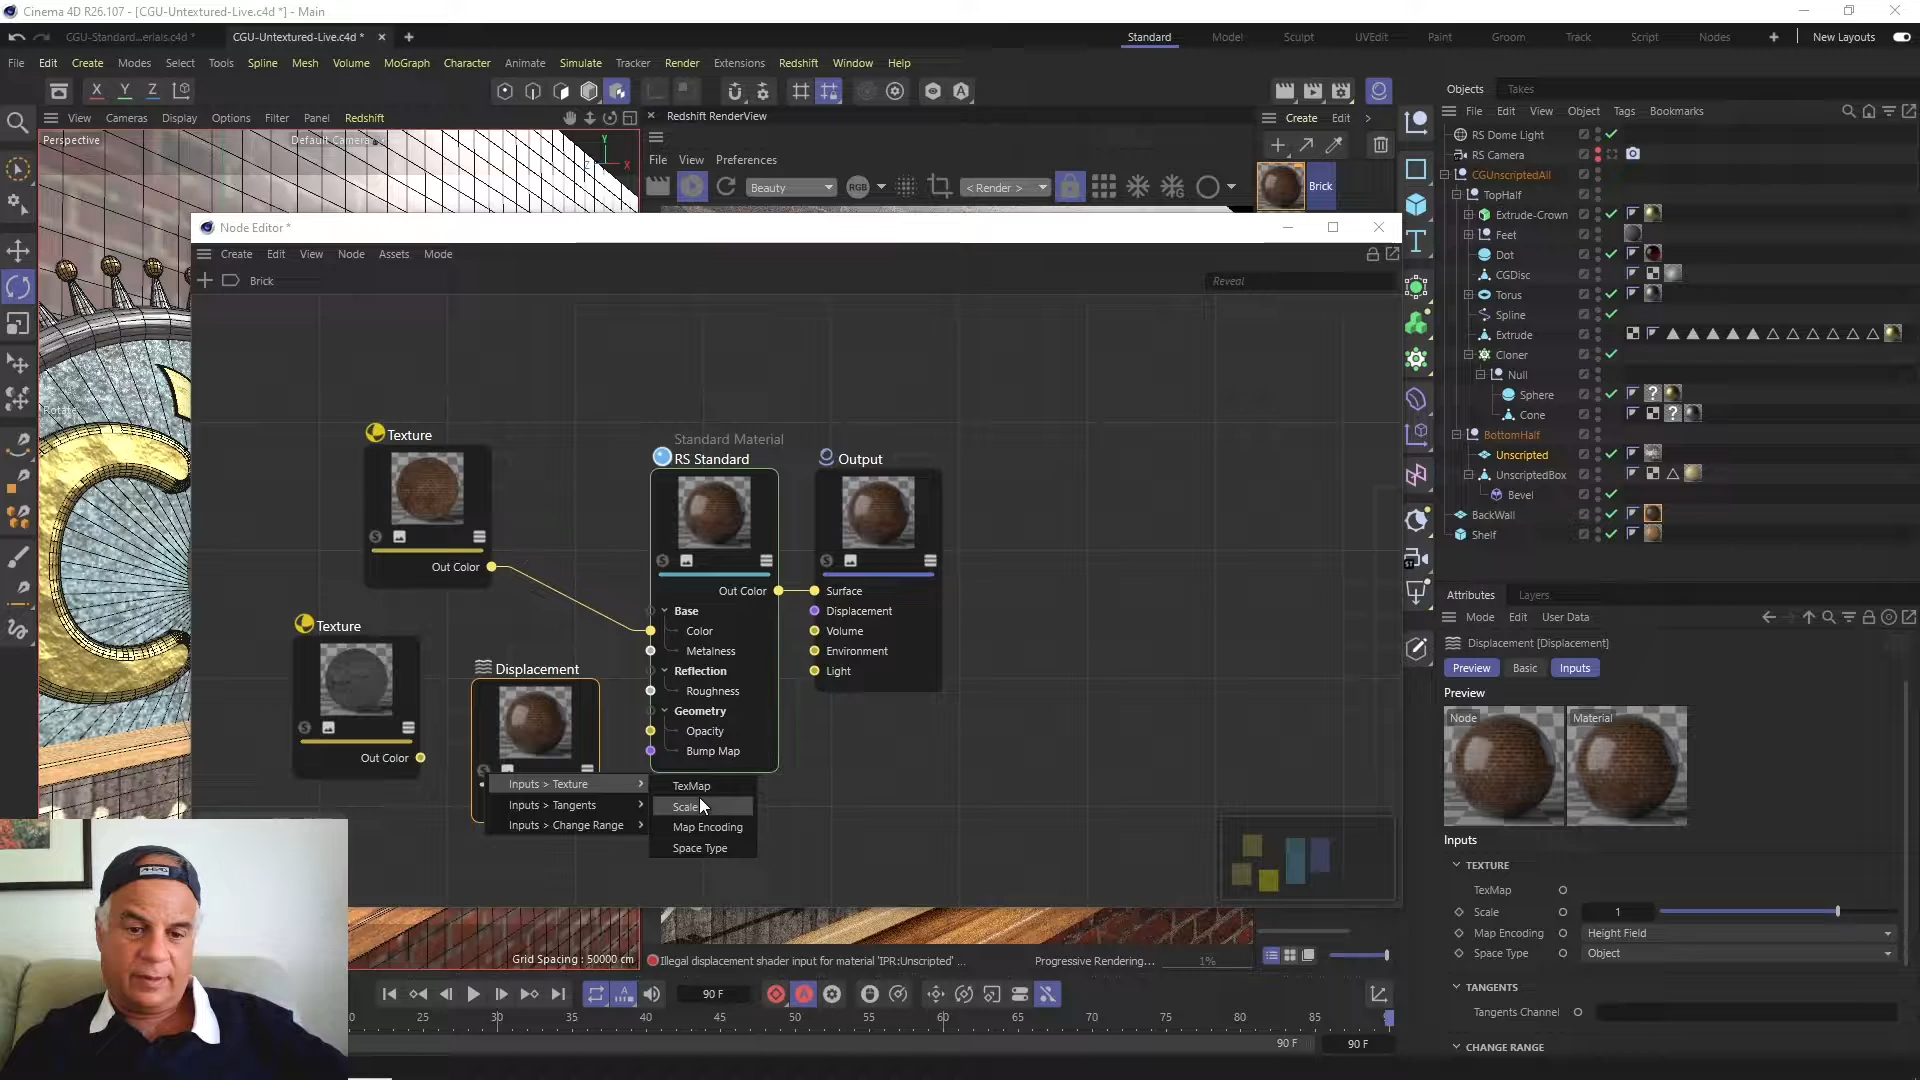 Cinema 4D R26.107 - [CGU-Untextured-Live.c4d *] - Main
CGU-Standard...erials.c4d *
CGU-Untextured-Live.c4d *
Standard
Model
Sculpt
UVEdit
Paint
Groom
Track
Script
Nodes
New Layouts
File Edit Create Modes Select Tools Spline Mesh Volume MoGraph Character Animate Simulate Tracker Render Extensions Redshift Window Help
X Y Z
View Cameras Display Options Filter Panel Redshift
Perspective
Default Camera
Y
X
Rotate
Grid Spacing : 50000 cm
Redshift RenderView
File View Preferences
Beauty
RGB
< Render >
Illegal displacement shader input for material 'IPR:Unscripted' ...
Progressive Rendering...
1%
Create Edit
Brick
Node Editor *
Create Edit View Node Assets Mode
Brick
Reveal
Texture
Out Color
Texture
Out Color
Displacement
Standard Material
RS Standard
Out Color
Base
Color
Metalness
Reflection
Roughness
Geometry
Opacity
Bump Map
Output
Surface
Displacement
Volume
Environment
Light
Inputs > Texture
Inputs > Tangents
Inputs > Change Range
TexMap
Scale
Map Encoding
Space Type
Objects
Takes
File Edit View Object Tags Bookmarks
RS Dome Light
RS Camera
CGUnscriptedAll
TopHalf
Extrude-Crown
Feet
Dot
CGDisc
Torus
Spline
Extrude
Cloner
Null
Sphere
Cone
BottomHalf
Unscripted
UnscriptedBox
Bevel
BackWall
Shelf
ST
Attributes
Layers
Mode Edit User Data
Displacement [Displacement]
Preview
Basic
Inputs
Preview
Node
Material
Inputs
TEXTURE
TexMap
Scale 1
Map Encoding Height Field
Space Type Object
TANGENTS
Tangents Channel
CHANGE RANGE
90 F
0 25 30 35 40 45 50 55 60 65 70 75 80 85
90 F
90 F